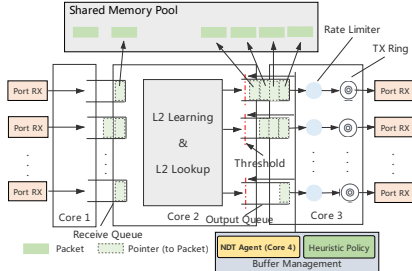 Shared Memory Pool
Rate Limiter
TX Ring
Port RX
Port RX
Port RX
Port RX
Port RX
Port RX
L2 Learning
&
L2 Lookup
Threshold
Core 1
Core 2
Output Queue
Core 3
Receive Queue
Packet
Pointer (to Packet)
NDT Agent (Core 4)
Heuristic Policy
Buffer Management